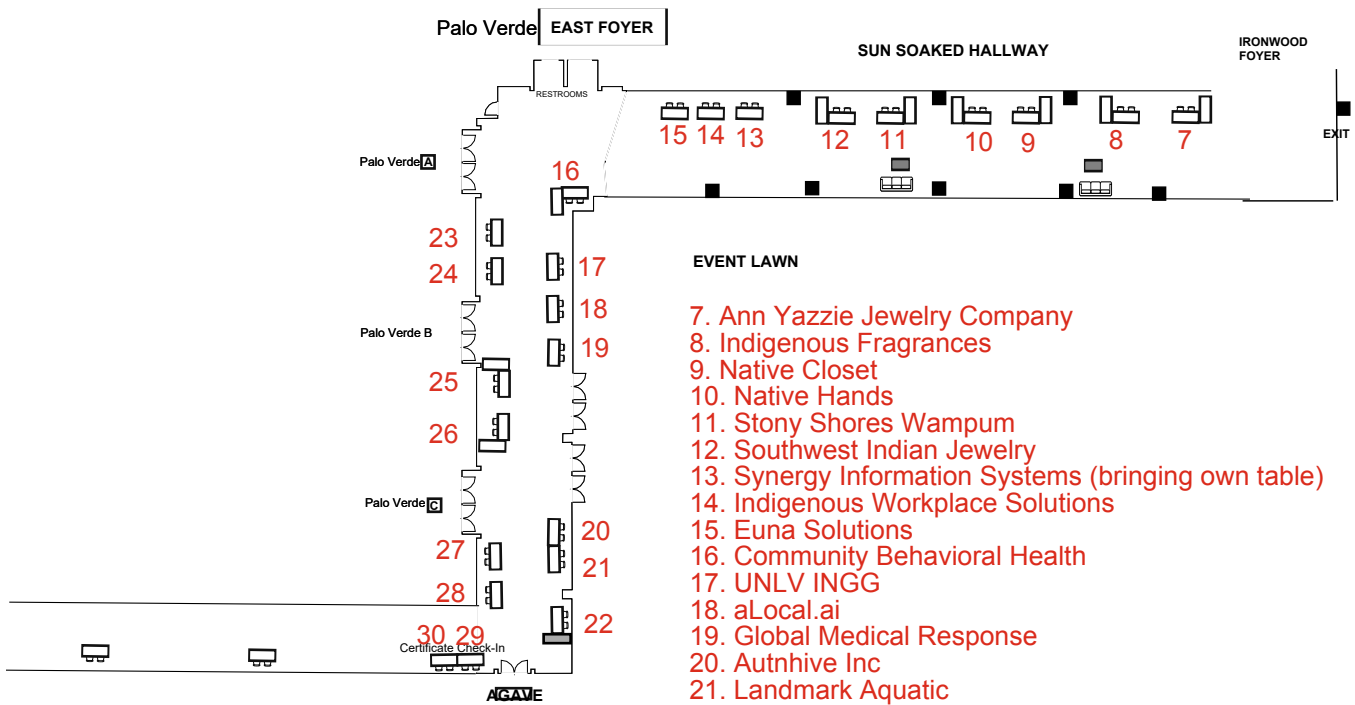 Palo Verde EAST FOYER
SUN SOAKED HALLWAY
IRONWOOD
FOYER
RESTROOMS
15 14 13 12 11 10 9 8 7
EXIT
Palo Verde A
16
23
24
17
EVENT LAWN
18
Palo Verde B
19
25
26
Palo Verde C
20
27
21
28
22
30 29
Certificate Check-In
AGAVE
7. Ann Yazzie Jewelry Company
8. Indigenous Fragrances
9. Native Closet
10. Native Hands
11. Stony Shores Wampum
12. Southwest Indian Jewelry
13. Synergy Information Systems (bringing own table)
14. Indigenous Workplace Solutions
15. Euna Solutions
16. Community Behavioral Health
17. UNLV INGG
18. aLocal.ai
19. Global Medical Response
20. Autnhive Inc
21. Landmark Aquatic